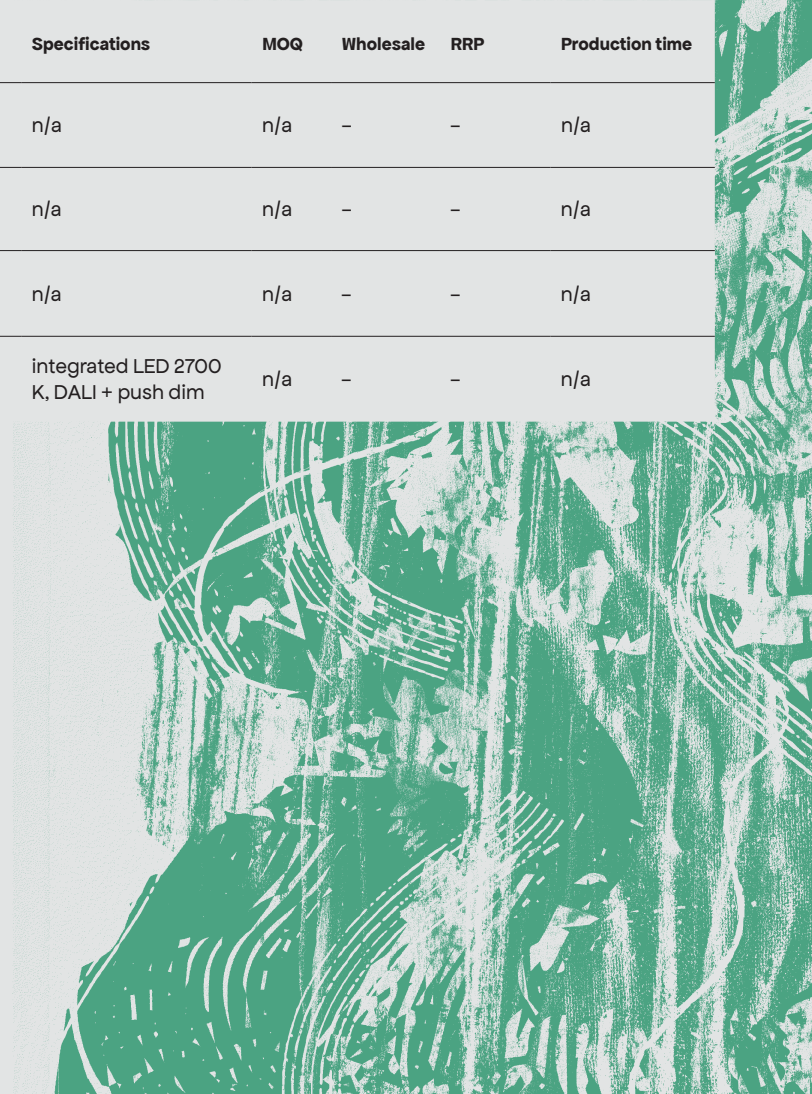 Specifications MOQ Wholesale RRP Production time
n/a n/a – – n/a
n/a n/a – – n/a
n/a n/a – – n/a
integrated LED 2700
K, DALI + push dim n/a – – n/a